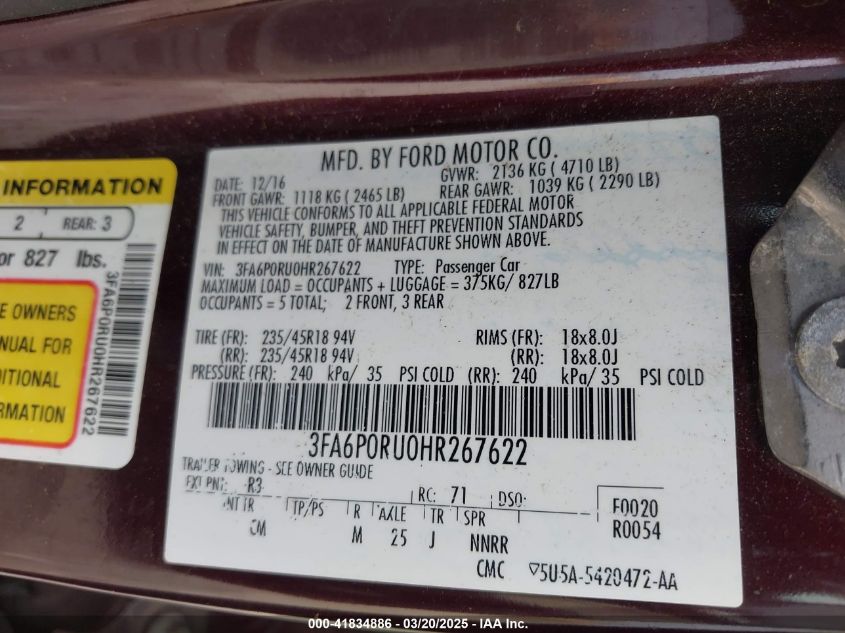 INFORMATION
2 REAR: 3
or 827 lbs.
E OWNERS
NUAL FOR
DITIONAL
ORMATION
3FA6P0RU0HR267622
MFD. BY FORD MOTOR CO.
DATE: 12/16 GVWR: 2136 KG ( 4710 LB)
FRONT GAWR: 1118 KG ( 2465 LB) REAR GAWR: 1039 KG ( 2290 LB)
THIS VEHICLE CONFORMS TO ALL APPLICABLE FEDERAL MOTOR
VEHICLE SAFETY, BUMPER, AND THEFT PREVENTION STANDARDS
IN EFFECT ON THE DATE OF MANUFACTURE SHOWN ABOVE.
VIN: 3FA6P0RU0HR267622 TYPE: Passenger Car
MAXIMUM LOAD = OCCUPANTS + LUGGAGE = 375KG/ 827LB
OCCUPANTS = 5 TOTAL; 2 FRONT, 3 REAR
TIRE (FR): 235/45R18 94V RIMS (FR): 18x8.0J
(RR): 235/45R18 94V (RR): 18x8.0J
PRESSURE (FR): 240 kPa/ 35 PSI COLD (RR): 240 kPa/ 35 PSI COLD
3FA6P0RU0HR267622
TRAILER TOWING - SEE OWNER GUIDE
EXT PNT: R3 RC: 71 DSO: F0020
INT TR TP/PS R AXLE TR SPR R0054
CM M 25 J NNRR
CMC 5U5A-5420472-AA
000-41834886 — 03/20/2025 — IAA Inc.